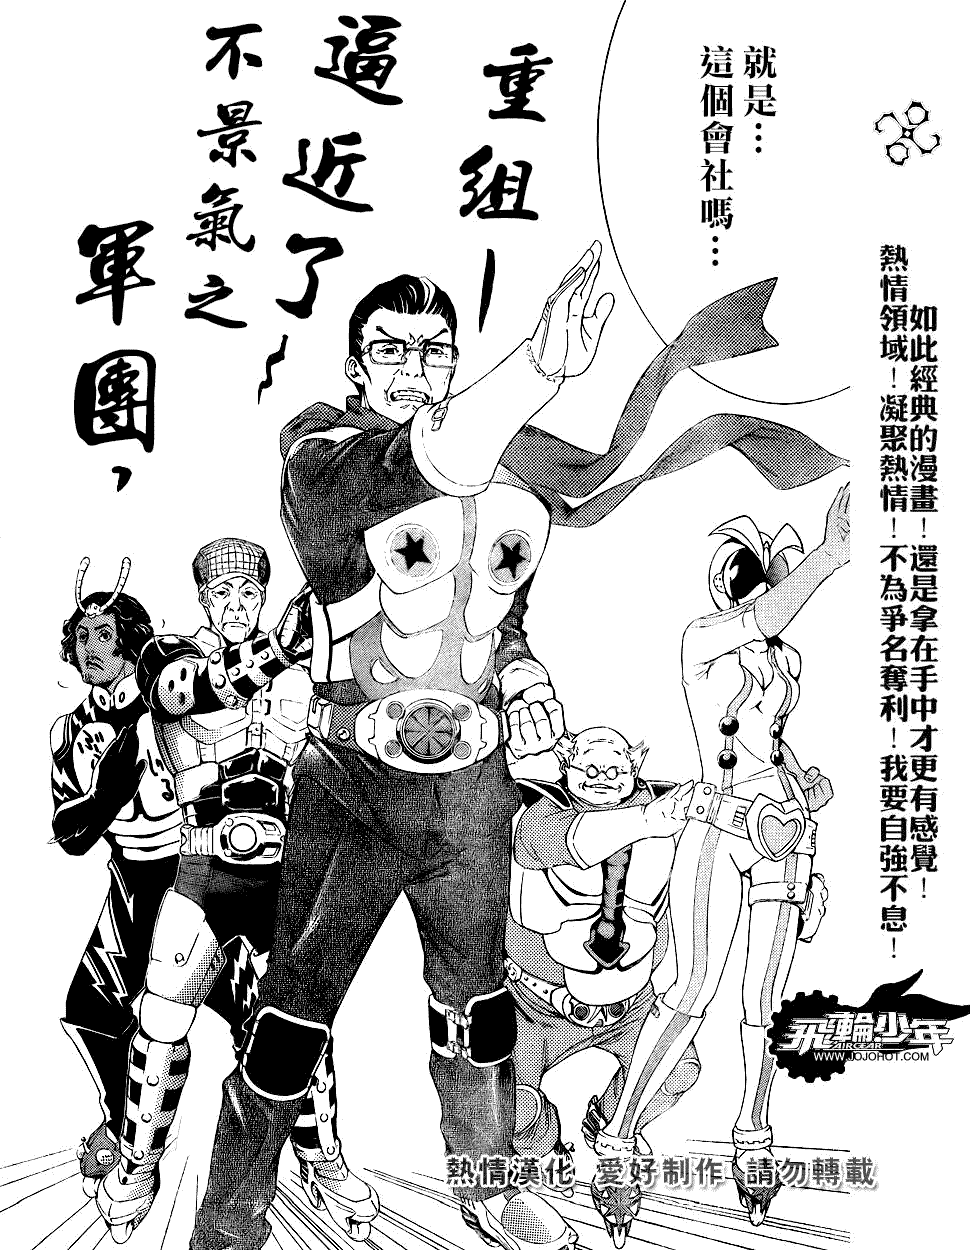 就是…
這個會社嗎…
重組—
逼近了～
不景氣之
軍團，
如此經典的漫畫！還是拿在手中才更有感覺！
熱情領域！凝聚熱情！不為爭名奪利！我要自強不息！
飛輪少年
AIR GEAR
WWW.JOJOHOT.COM
熱情漢化 愛好制作 請勿轉載